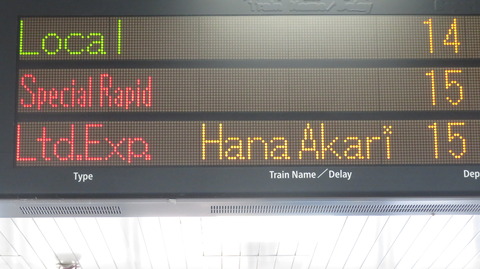 Local 14
Special Rapid 15
Ltd.Exp. Hana Akari 15
Type Train Name／Delay